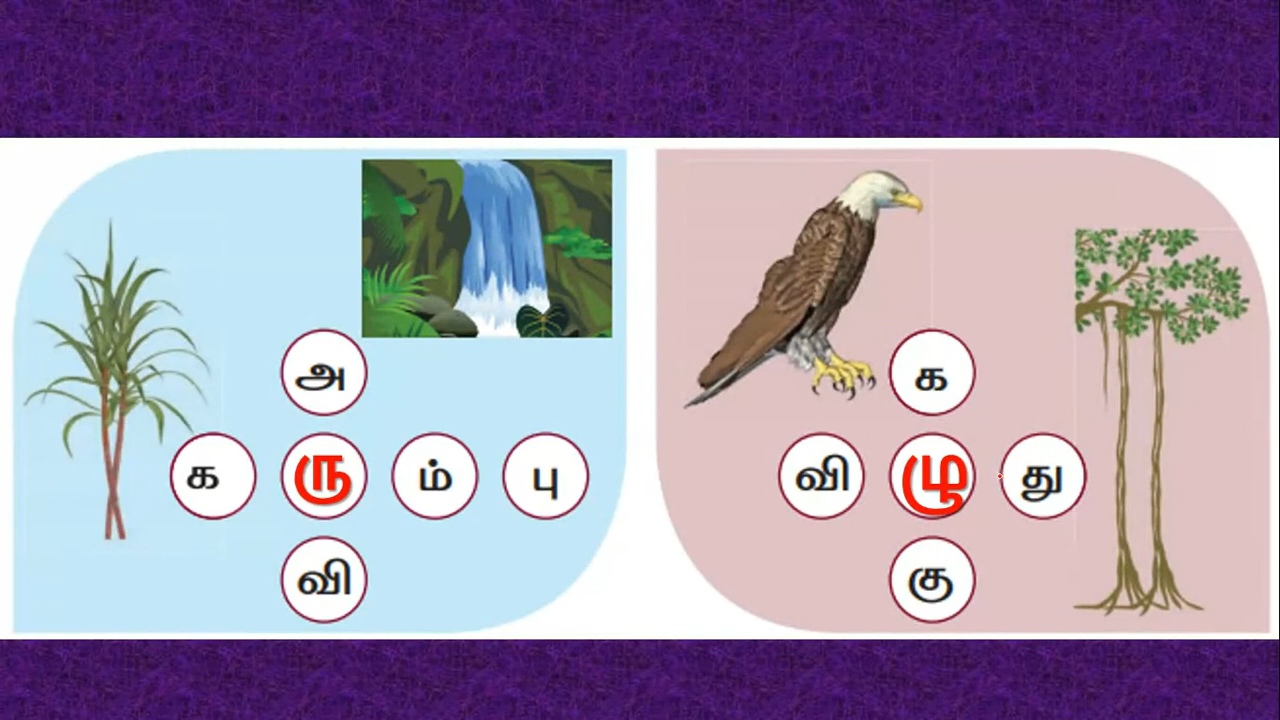 அ
க ரு ம் பு
வி
க
வி ழு து
கு